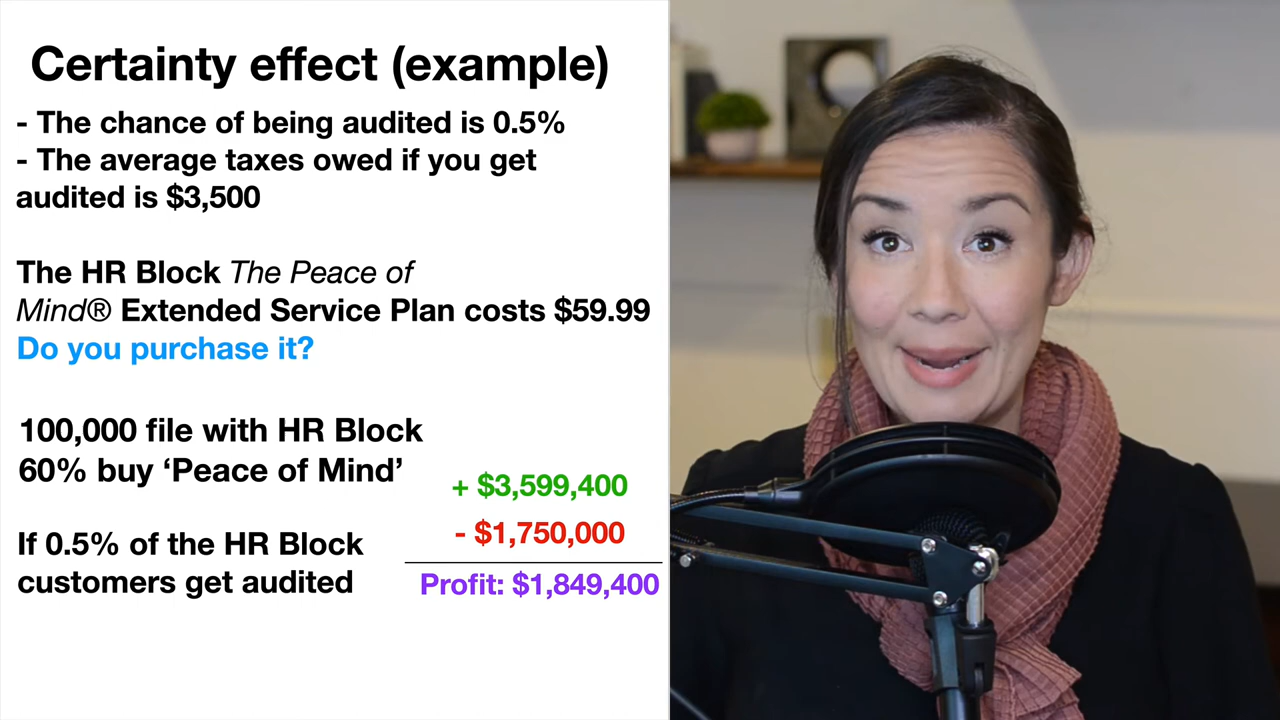 Certainty effect (example)
- The chance of being audited is 0.5%
- The average taxes owed if you get
audited is $3,500
The HR Block The Peace of
Mind® Extended Service Plan costs $59.99
Do you purchase it?
100,000 file with HR Block
60% buy ‘Peace of Mind’
+ $3,599,400
- $1,750,000
If 0.5% of the HR Block
customers get audited
Profit: $1,849,400